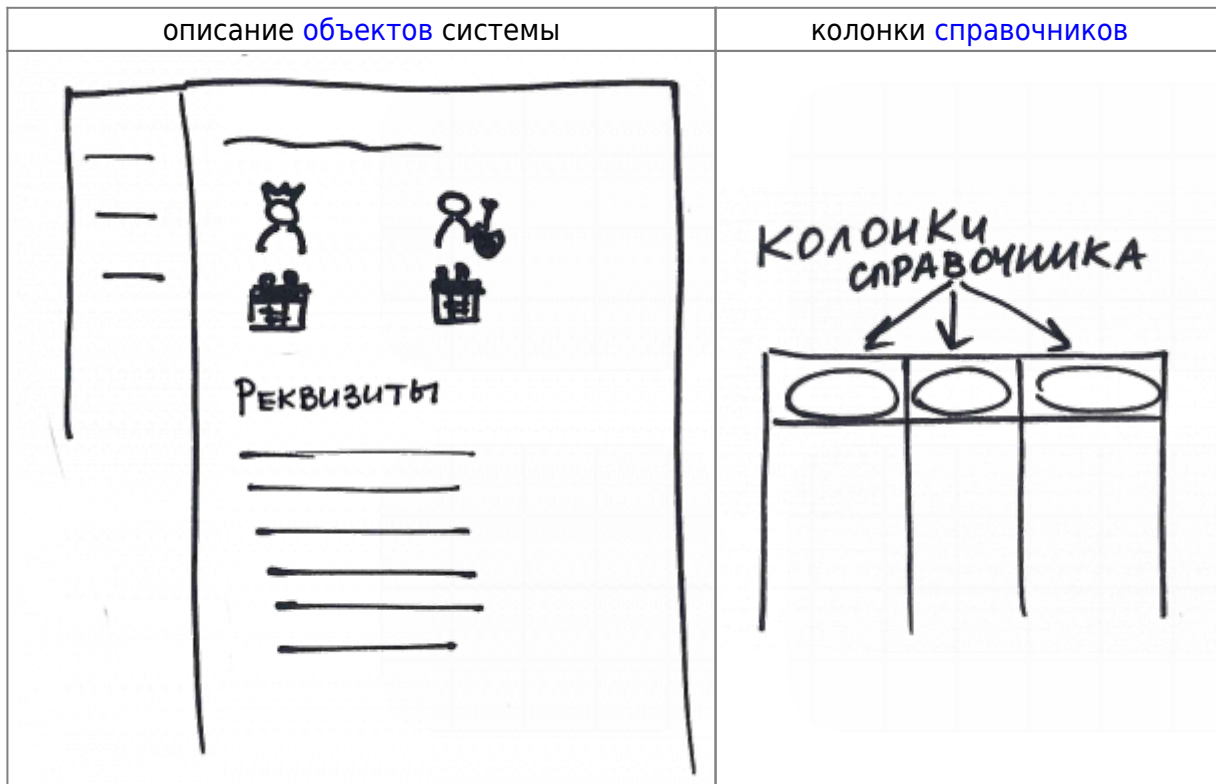 описание объектов системы
колонки справочников
Реквизиты
КОЛОНКИ
СПРАВОЧНИКА